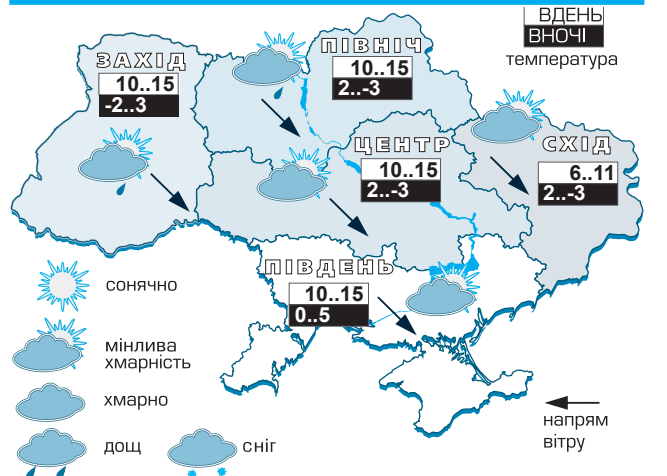 ВДЕНЬ
ВНОЧІ
температура
ЗАХІД
10..15
-2..3
ПІВНІЧ
10..15
2..-3
ЦЕНТР
10..15
2..-3
СХІД
6..11
2..-3
ПІВДЕНЬ
10..15
0..5
сонячно
мінлива
хмарність
хмарно
дощ
сніг
напрям
вітру